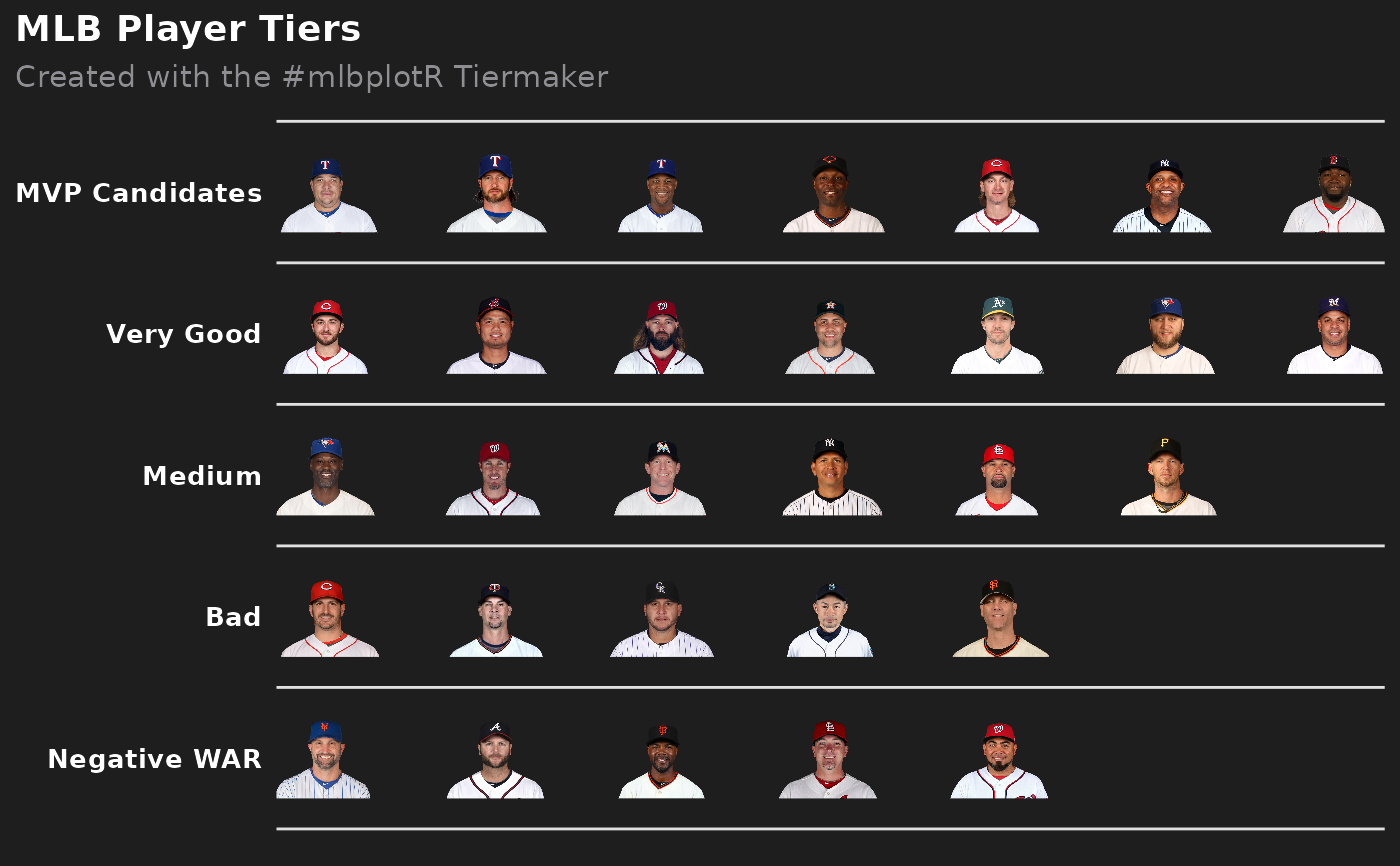 MLB Player Tiers
Created with the #mlbplotR Tiermaker
MVP Candidates
Very Good
Medium
Bad
Negative WAR